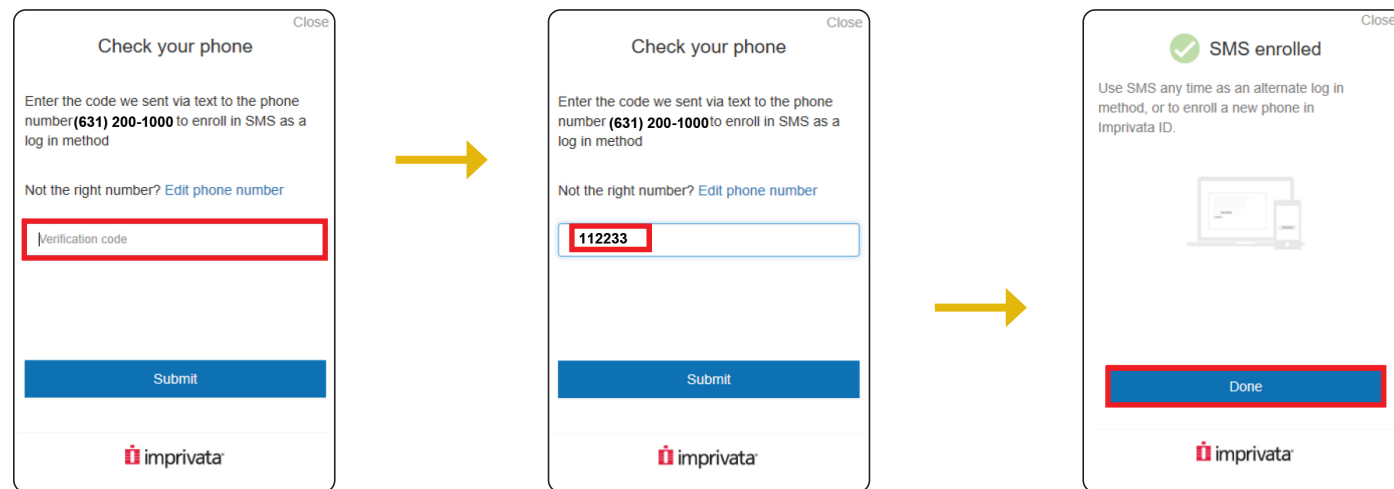 Close
Check your phone
Enter the code we sent via text to the phone
number (631) 200-1000 to enroll in SMS as a
log in method
Not the right number? Edit phone number
Verification code
Submit
imprivata
Close
Check your phone
Enter the code we sent via text to the phone
number (631) 200-1000 to enroll in SMS as a
log in method
Not the right number? Edit phone number
112233
Submit
imprivata
Close
SMS enrolled
Use SMS any time as an alternate log in
method, or to enroll a new phone in
Imprivata ID.
Done
imprivata